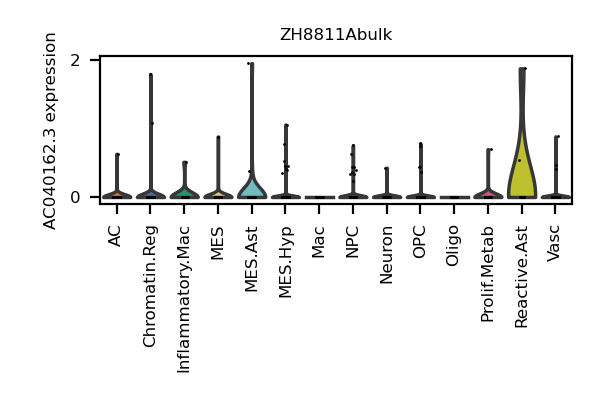 ZH8811Abulk
AC040162.3 expression
2
0
AC
Chromatin.Reg
Inflammatory.Mac
MES
MES.Ast
MES.Hyp
Mac
NPC
Neuron
OPC
Oligo
Prolif.Metab
Reactive.Ast
Vasc